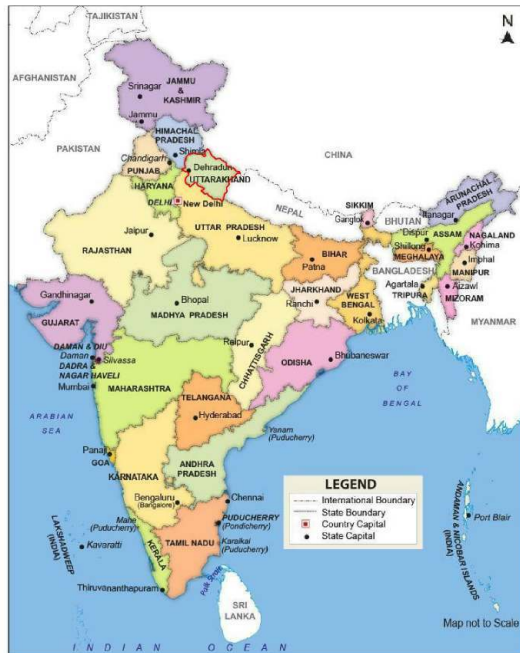 TAJIKISTAN
N
AFGHANISTAN
JAMMU
&
KASHMIR
Srinagar
Jammu
HIMACHAL
PRADESH
PAKISTAN
CHINA
Chandigarh
PUNJAB
Dehradun
UTTARAKHAND
HARYANA
DELHI
New Delhi
NEPAL
SIKKIM
Gangtok
BHUTAN
ARUNACHAL
PRADESH
Itanagar
Dispur
ASSAM
NAGALAND
Kohima
Shillong
MEGHALAYA
Imphal
MANIPUR
Jaipur
UTTAR PRADESH
Lucknow
RAJASTHAN
BIHAR
Patna
BANGLADESH
Agartala
TRIPURA
Aizawl
MIZORAM
Gandhinagar
Bhopal
MADHYA PRADESH
JHARKHAND
Ranchi
WEST
BENGAL
Kolkata
MYANMAR
GUJARAT
Raipur
CHHATTISGARH
DAMAN & DIU
Daman
Silvassa
DADRA &
NAGAR HAVELI
Mumbai
MAHARASHTRA
ODISHA
Bhubaneswar
BAY
OF
BENGAL
ARABIAN
SEA
TELANGANA
Hyderabad
Yanam
(Puducherry)
Panaji
GOA
KARNATAKA
ANDHRA
PRADESH
LEGEND
International Boundary
State Boundary
Country Capital
State Capital
Bengaluru
(Bangalore)
Chennai
Mahe
(Puducherry)
PUDUCHERRY
(Pondicherry)
Karaikal
(Puducherry)
LAKSHADWEEP
(INDIA)
Kavaratti
KERALA
TAMIL NADU
ANDAMAN & NICOBAR ISLANDS
(INDIA)
Port Blair
Thiruvananthapuram
Palk Strait
SRI
LANKA
Map not to Scale
INDIAN OCEAN